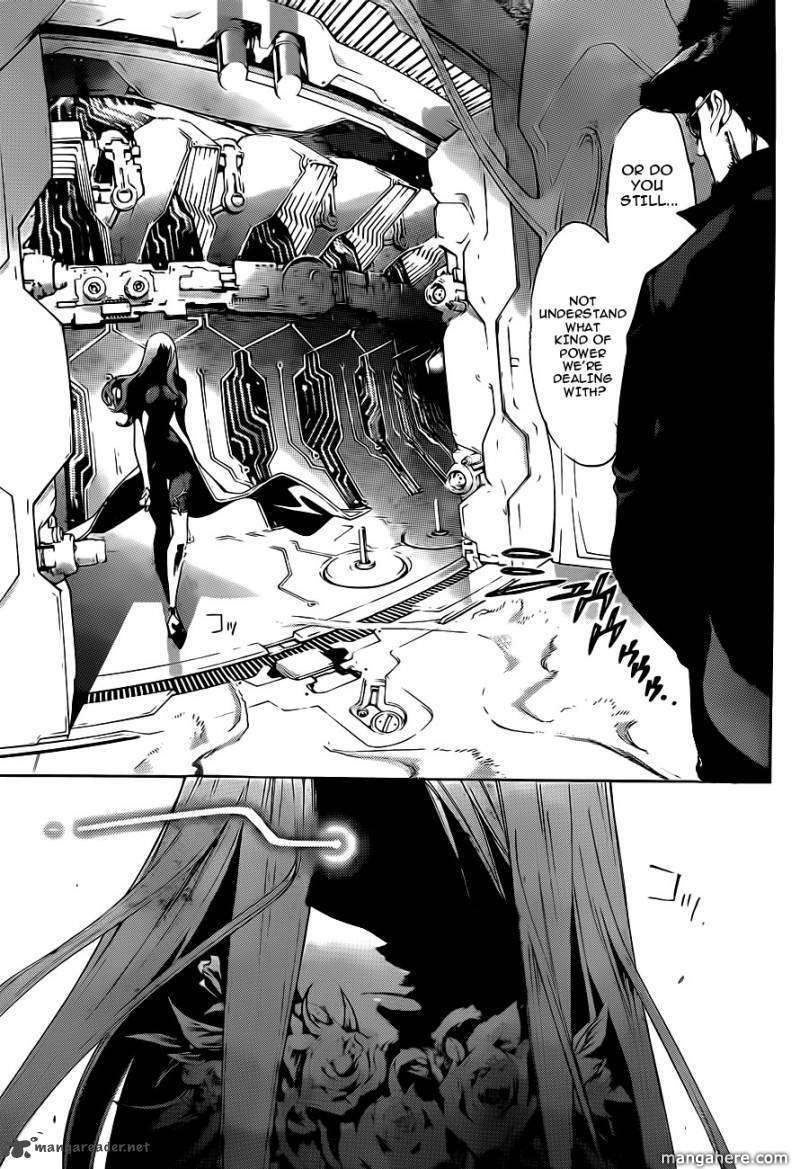 OR DO
YOU
STILL...
NOT
UNDERSTAND
WHAT
KIND OF
POWER
WE'RE
DEALING
WITH?
コッ
コッ
mangareader.net
mangahere.com